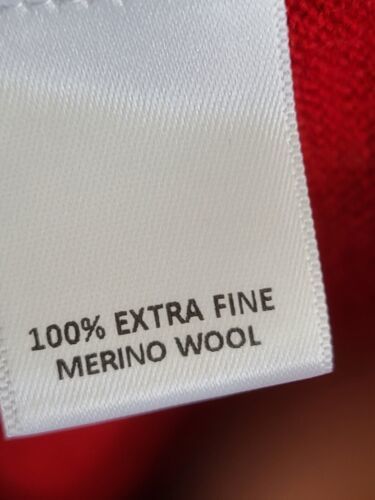 100% EXTRA FINE
MERINO WOOL